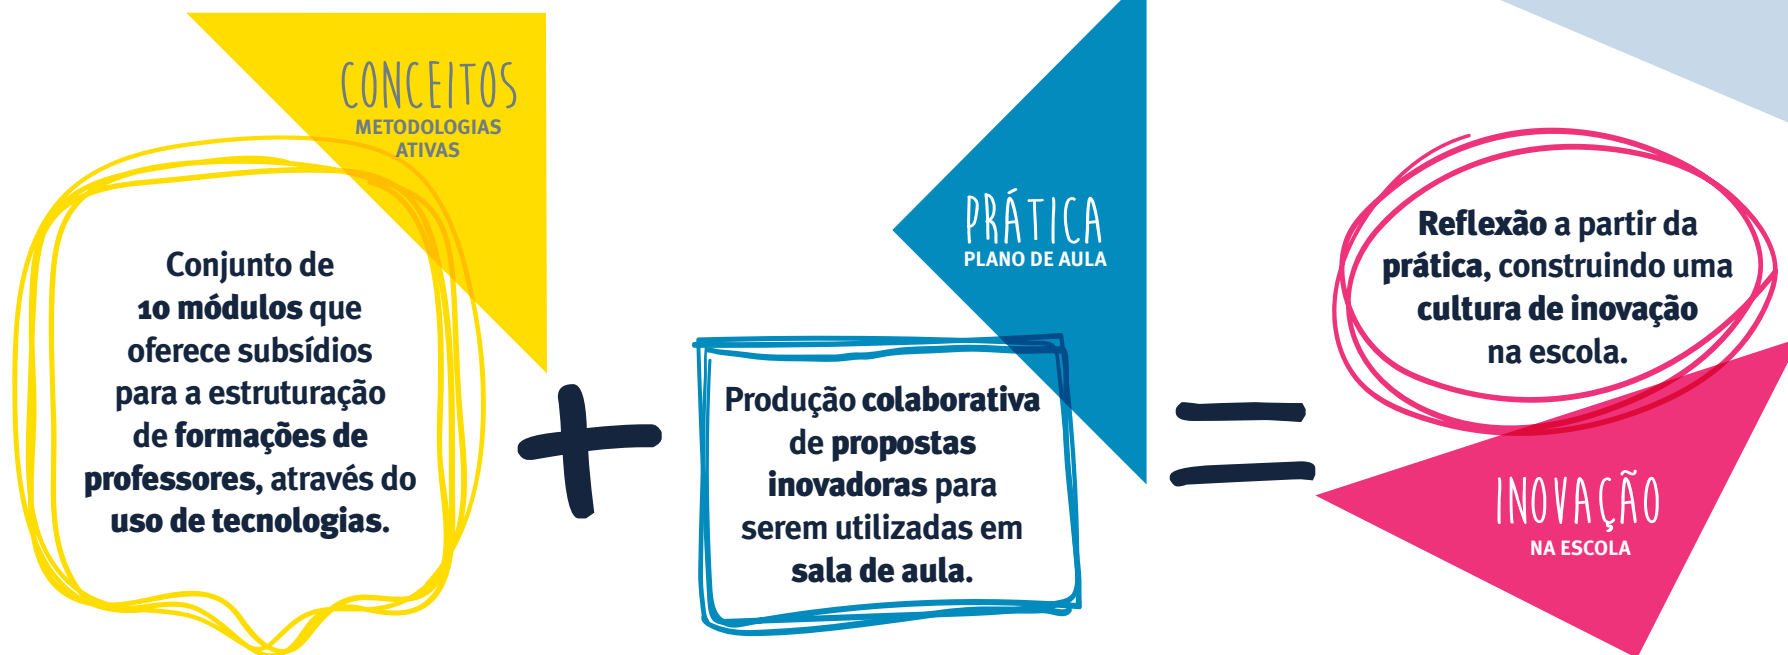 CONCEITOS
METODOLOGIAS
ATIVAS
Conjunto de
10 módulos que
oferece subsídios
para a estruturação
de formações de
professores, através do
uso de tecnologias.
+
PRÁTICA
PLANO DE AULA
Produção colaborativa
de propostas
inovadoras para
serem utilizadas em
sala de aula.
=
Reflexão a partir da
prática, construindo uma
cultura de inovação
na escola.
INOVAÇÃO
NA ESCOLA